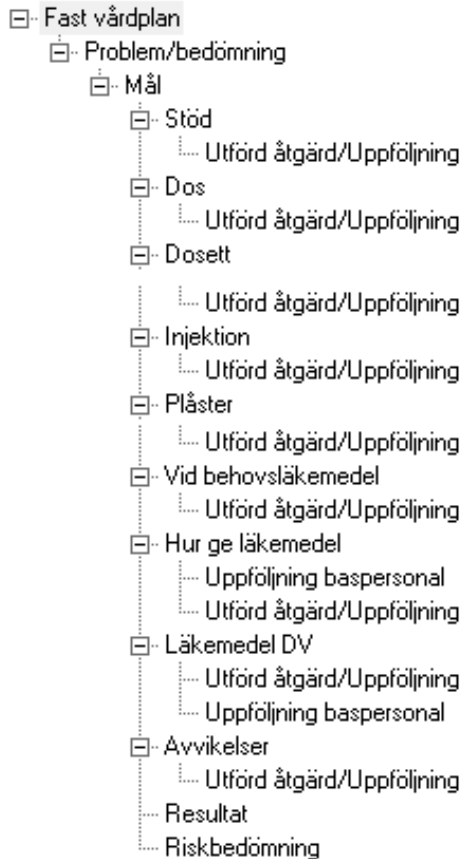 Fast vårdplan
Problem/bedömning
Mål
Stöd
Utförd åtgärd/Uppföljning
Dos
Utförd åtgärd/Uppföljning
Dosett
Utförd åtgärd/Uppföljning
Injektion
Utförd åtgärd/Uppföljning
Plåster
Utförd åtgärd/Uppföljning
Vid behovsläkemedel
Utförd åtgärd/Uppföljning
Hur ge läkemedel
Uppföljning baspersonal
Utförd åtgärd/Uppföljning
Läkemedel DV
Utförd åtgärd/Uppföljning
Uppföljning baspersonal
Avvikelser
Utförd åtgärd/Uppföljning
Resultat
Riskbedömning